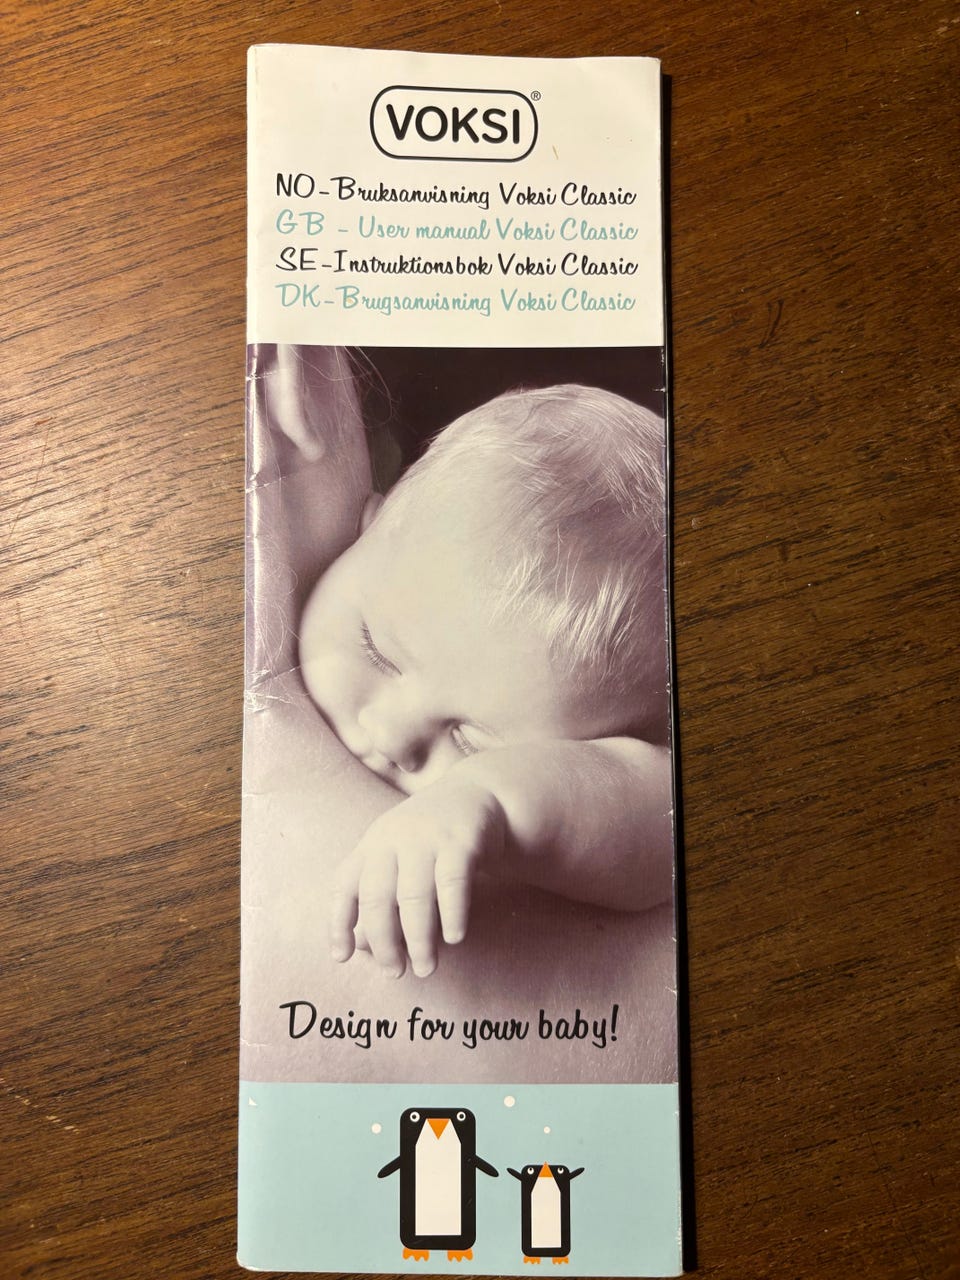 VOKSI®
NO-Bruksanvisning Voksi Classic
GB - User manual Voksi Classic
SE-Instruktionsbok Voksi Classic
DK-Brugsanvisning Voksi Classic
Design for your baby!